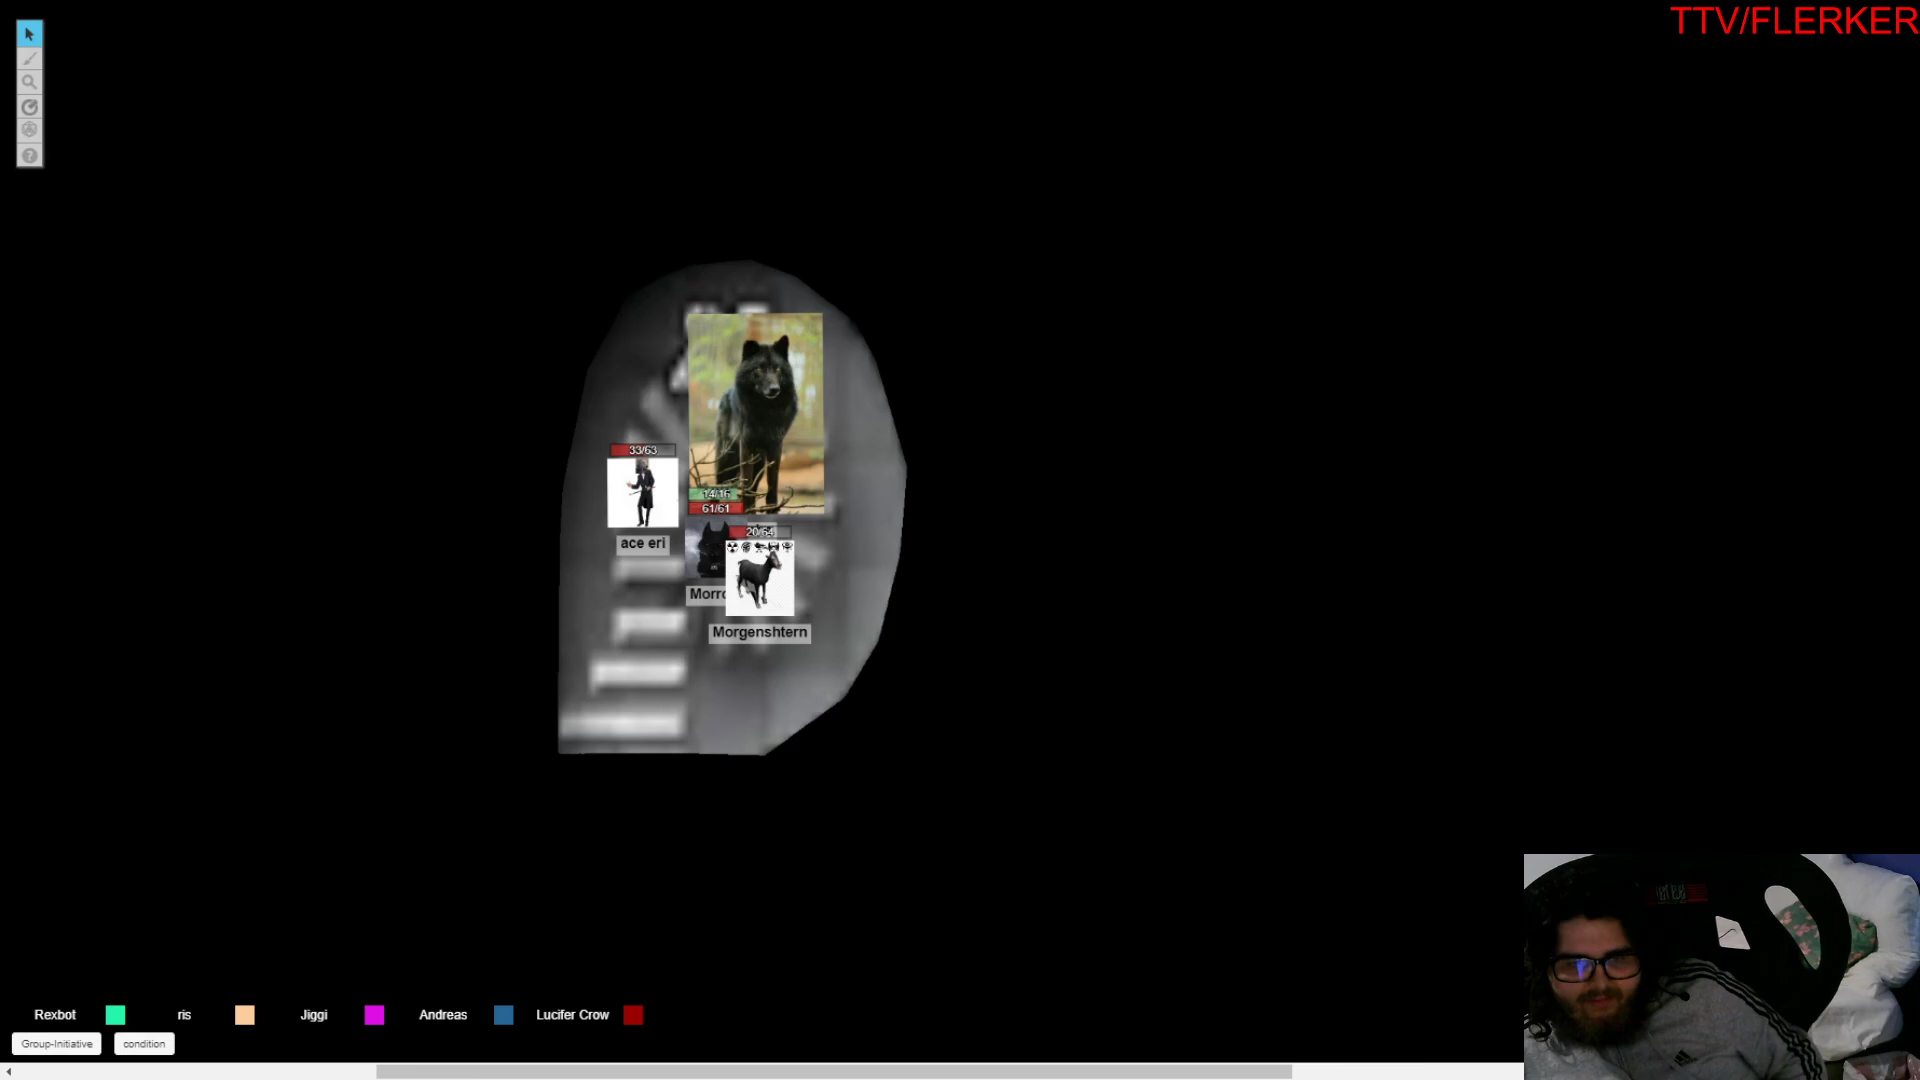 TTV/FLERKER
33/63
14/16
61/61
20/64
ace eri
Morro
Morgenshtern
Rexbot
ris
Jiggi
Andreas
Lucifer Crow
Group-Initiative
condition